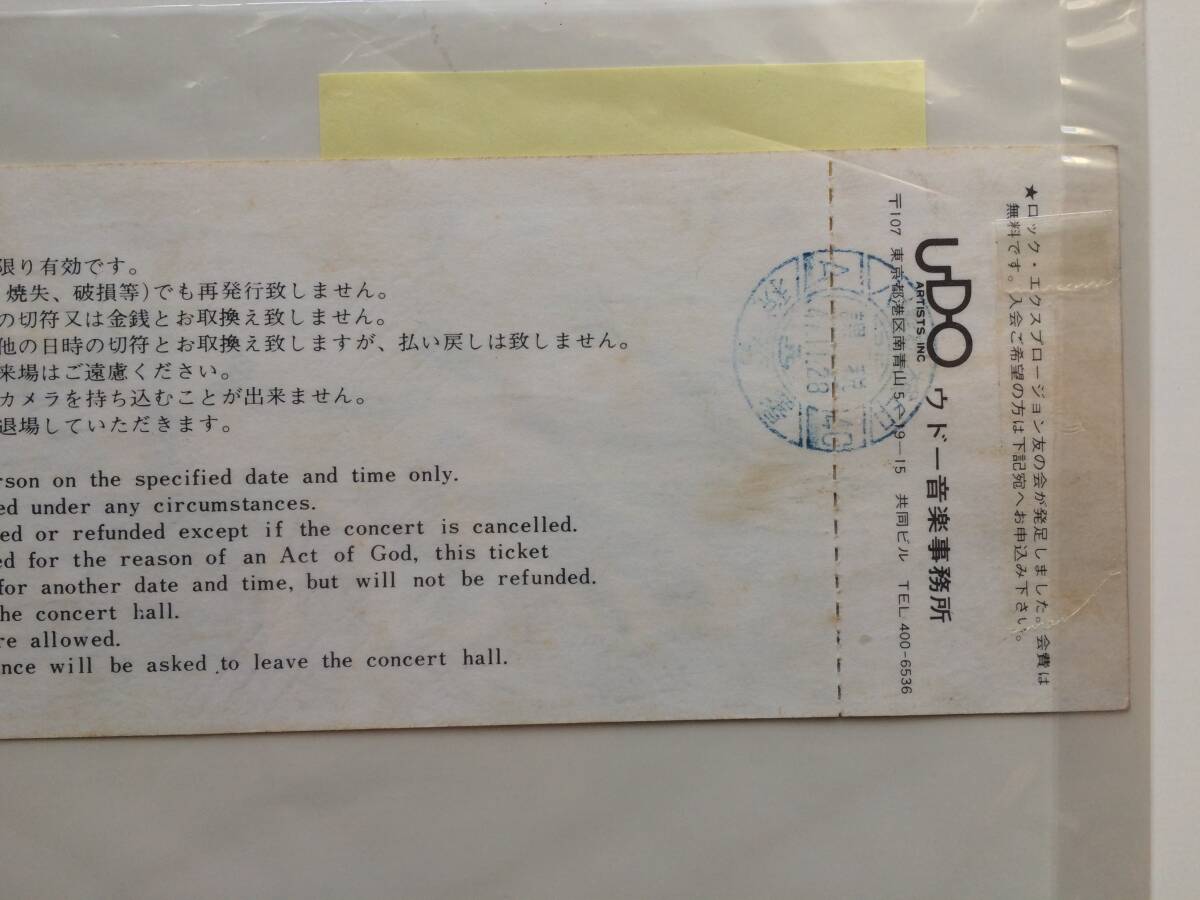 限り有効です。
焼失、破損等)でも再発行致しません。
の切符又は金銭とお取換え致しません。
他の日時の切符とお取換え致しますが、払い戻しは致しません。
来場はご遠慮ください。
カメラを持ち込むことが出来ません。
退場していただきます。
rson on the specified date and time only.
ed under any circumstances.
ed or refunded except if the concert is cancelled.
ed for the reason of an Act of God, this ticket
for another date and time, but will not be refunded.
he concert hall.
re allowed.
nce will be asked to leave the concert hall.
★ロック・エクスプロージョン友の会が発足しました。会費は
無料です。入会ご希望の方は下記宛へお申込み下さい。
UDO ウドー音楽事務所
ARTISTS, INC
〒107 東京都港区南青山5―9―15 共同ビル TEL 400-6536